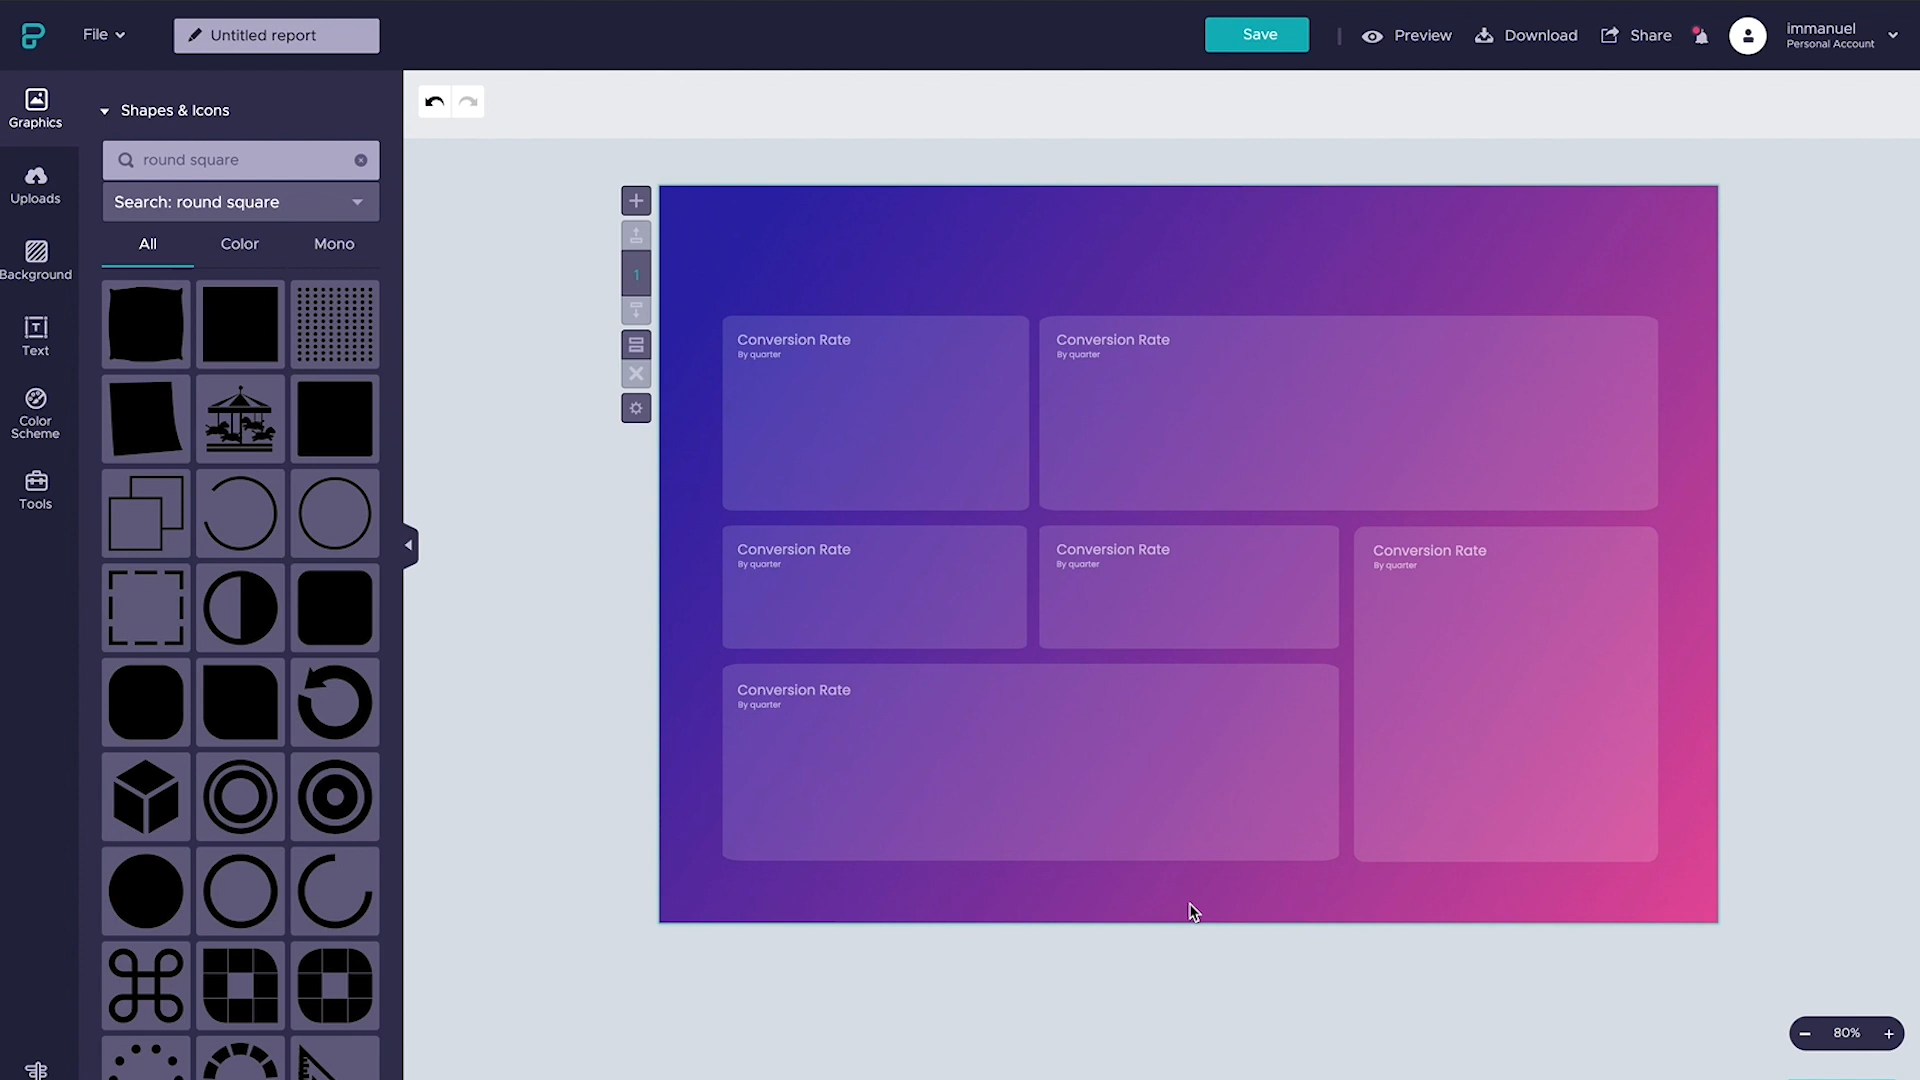 File
Untitled report
Save
Preview
Download
Share
immanuel
Personal Account
Graphics
Uploads
Background
Text
Color
Scheme
Tools
Shapes & Icons
round square
Search: round square
All
Color
Mono
1
Conversion Rate
By quarter
Conversion Rate
By quarter
Conversion Rate
By quarter
Conversion Rate
By quarter
Conversion Rate
By quarter
Conversion Rate
By quarter
80%